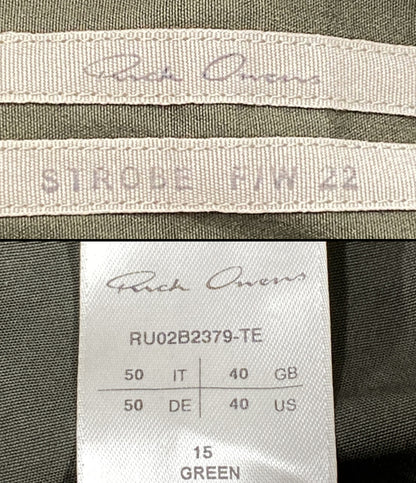 Rick Owens
STROBE F/W 22
Rick Owens
RU02B2379-TE
50 IT 40 GB
50 DE 40 US
15
GREEN